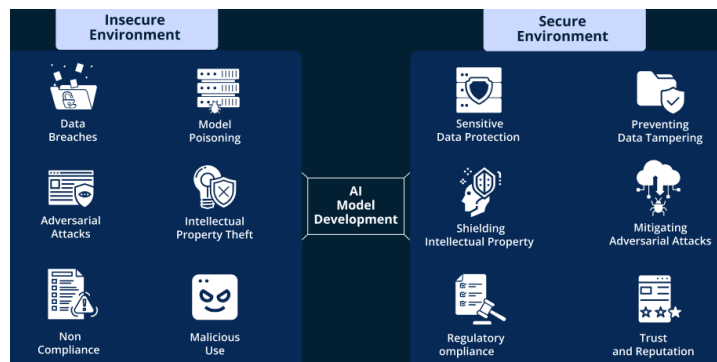 Insecure
Environment
Data
Breaches
Model
Poisoning
Adversarial
Attacks
Intellectual
Property Theft
Non
Compliance
Malicious
Use
AI
Model
Development
Secure
Environment
Sensitive
Data Protection
Preventing
Data Tampering
Shielding
Intellectual Property
Mitigating
Adversarial Attacks
Regulatory
ompliance
Trust
and Reputation